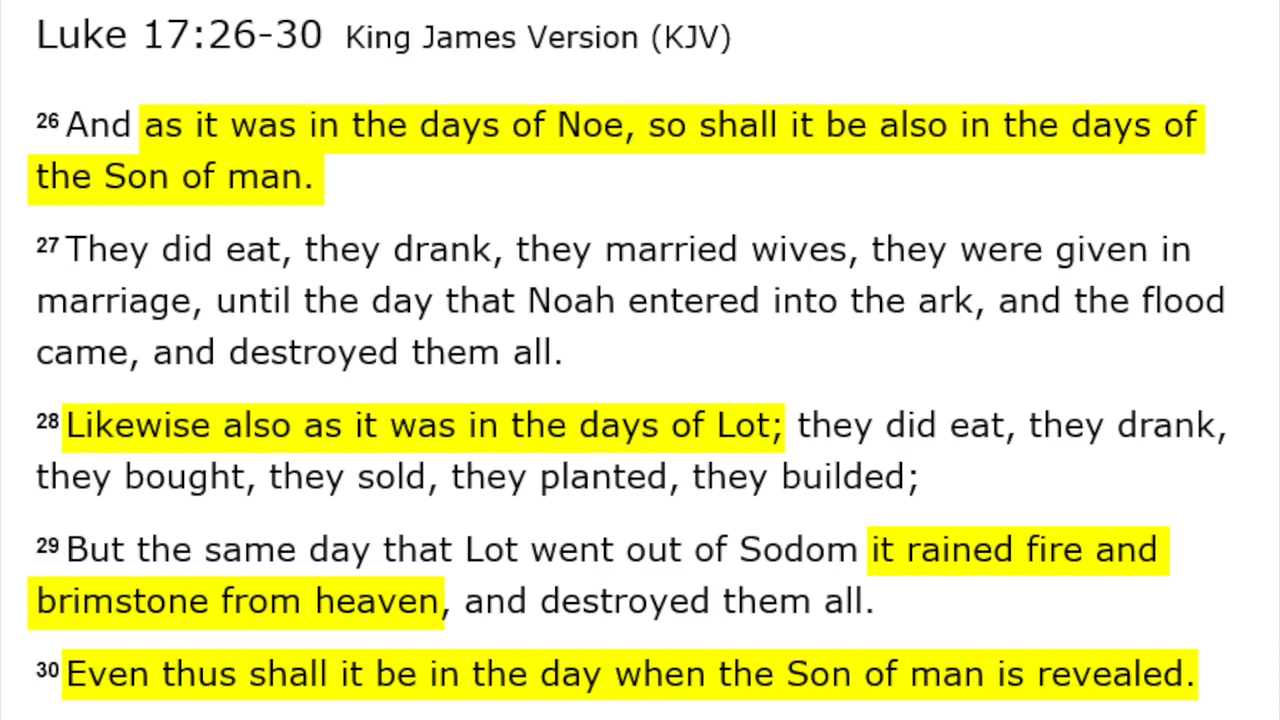 Luke 17:26-30 King James Version (KJV)
26 And as it was in the days of Noe, so shall it be also in the days of
the Son of man.
27 They did eat, they drank, they married wives, they were given in
marriage, until the day that Noah entered into the ark, and the flood
came, and destroyed them all.
28 Likewise also as it was in the days of Lot; they did eat, they drank,
they bought, they sold, they planted, they builded;
29 But the same day that Lot went out of Sodom it rained fire and
brimstone from heaven, and destroyed them all.
30 Even thus shall it be in the day when the Son of man is revealed.